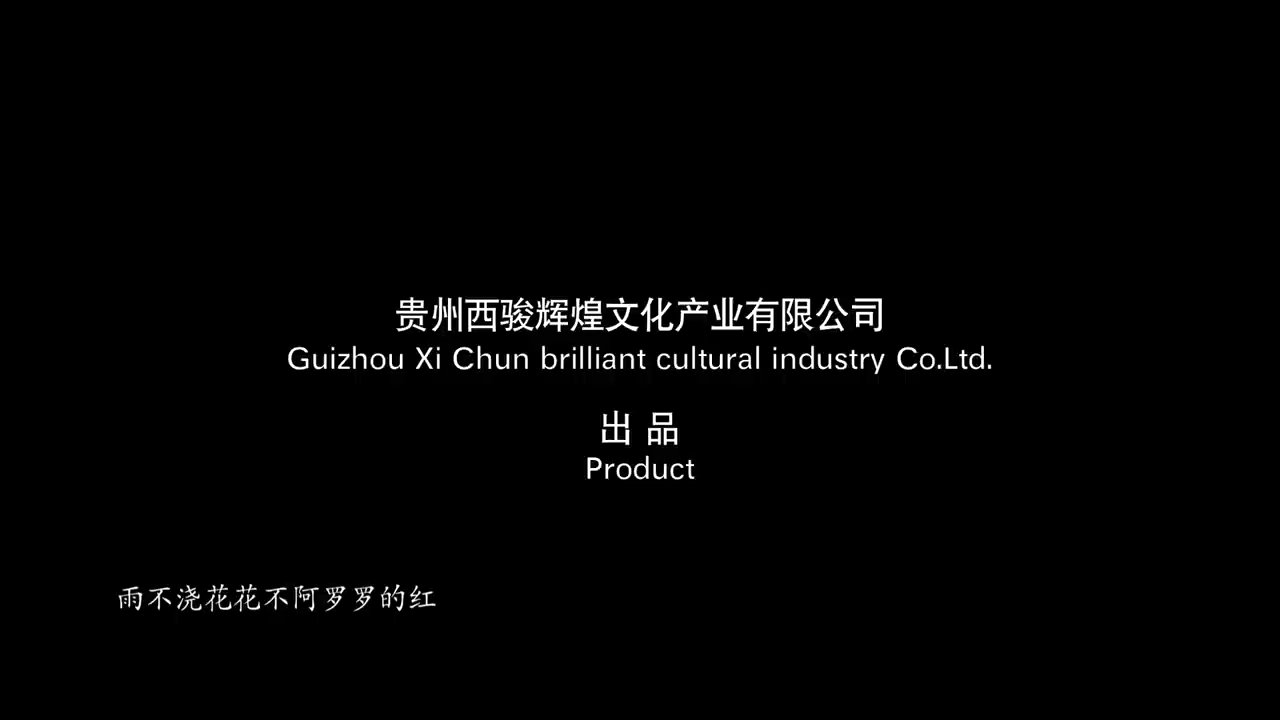 贵州西骏辉煌文化产业有限公司
Guizhou Xi Chun brilliant cultural industry Co.Ltd.
出 品
Product
雨不浇花花不阿罗罗的红